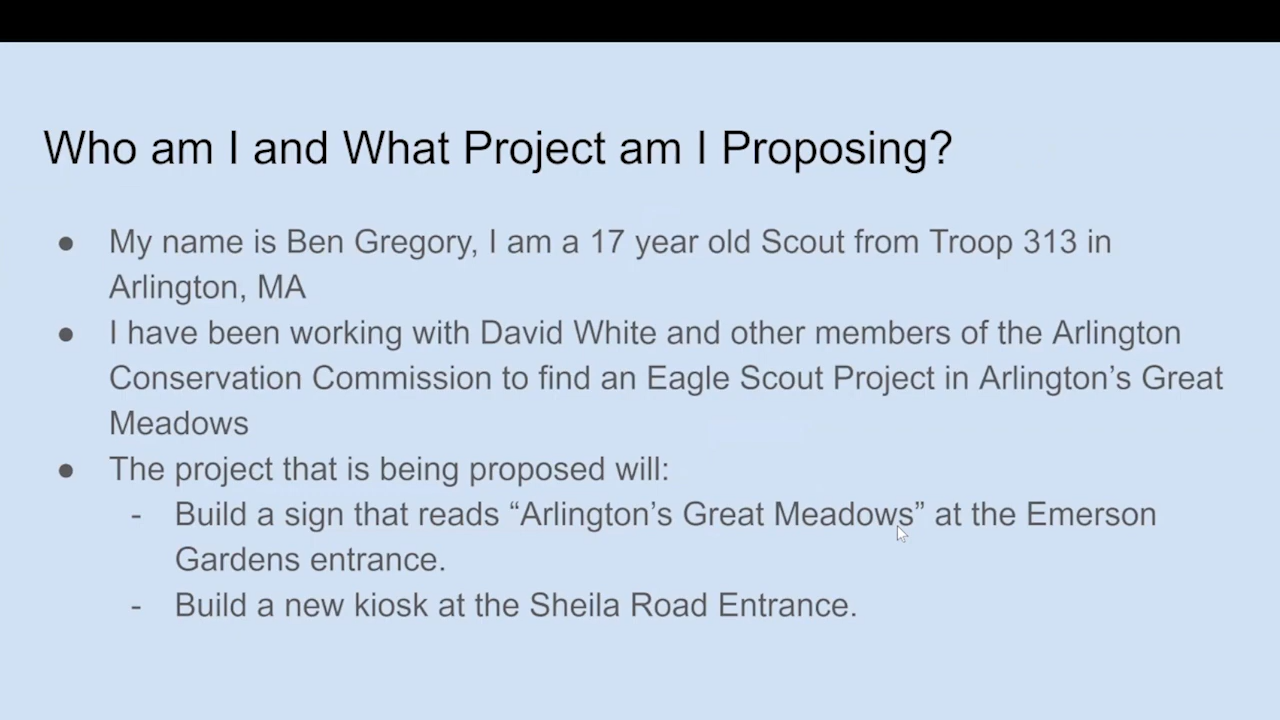 Who am I and What Project am I Proposing?
● My name is Ben Gregory, I am a 17 year old Scout from Troop 313 in
Arlington, MA
● I have been working with David White and other members of the Arlington
Conservation Commission to find an Eagle Scout Project in Arlington’s Great
Meadows
● The project that is being proposed will:
- Build a sign that reads “Arlington’s Great Meadows” at the Emerson
Gardens entrance.
- Build a new kiosk at the Sheila Road Entrance.